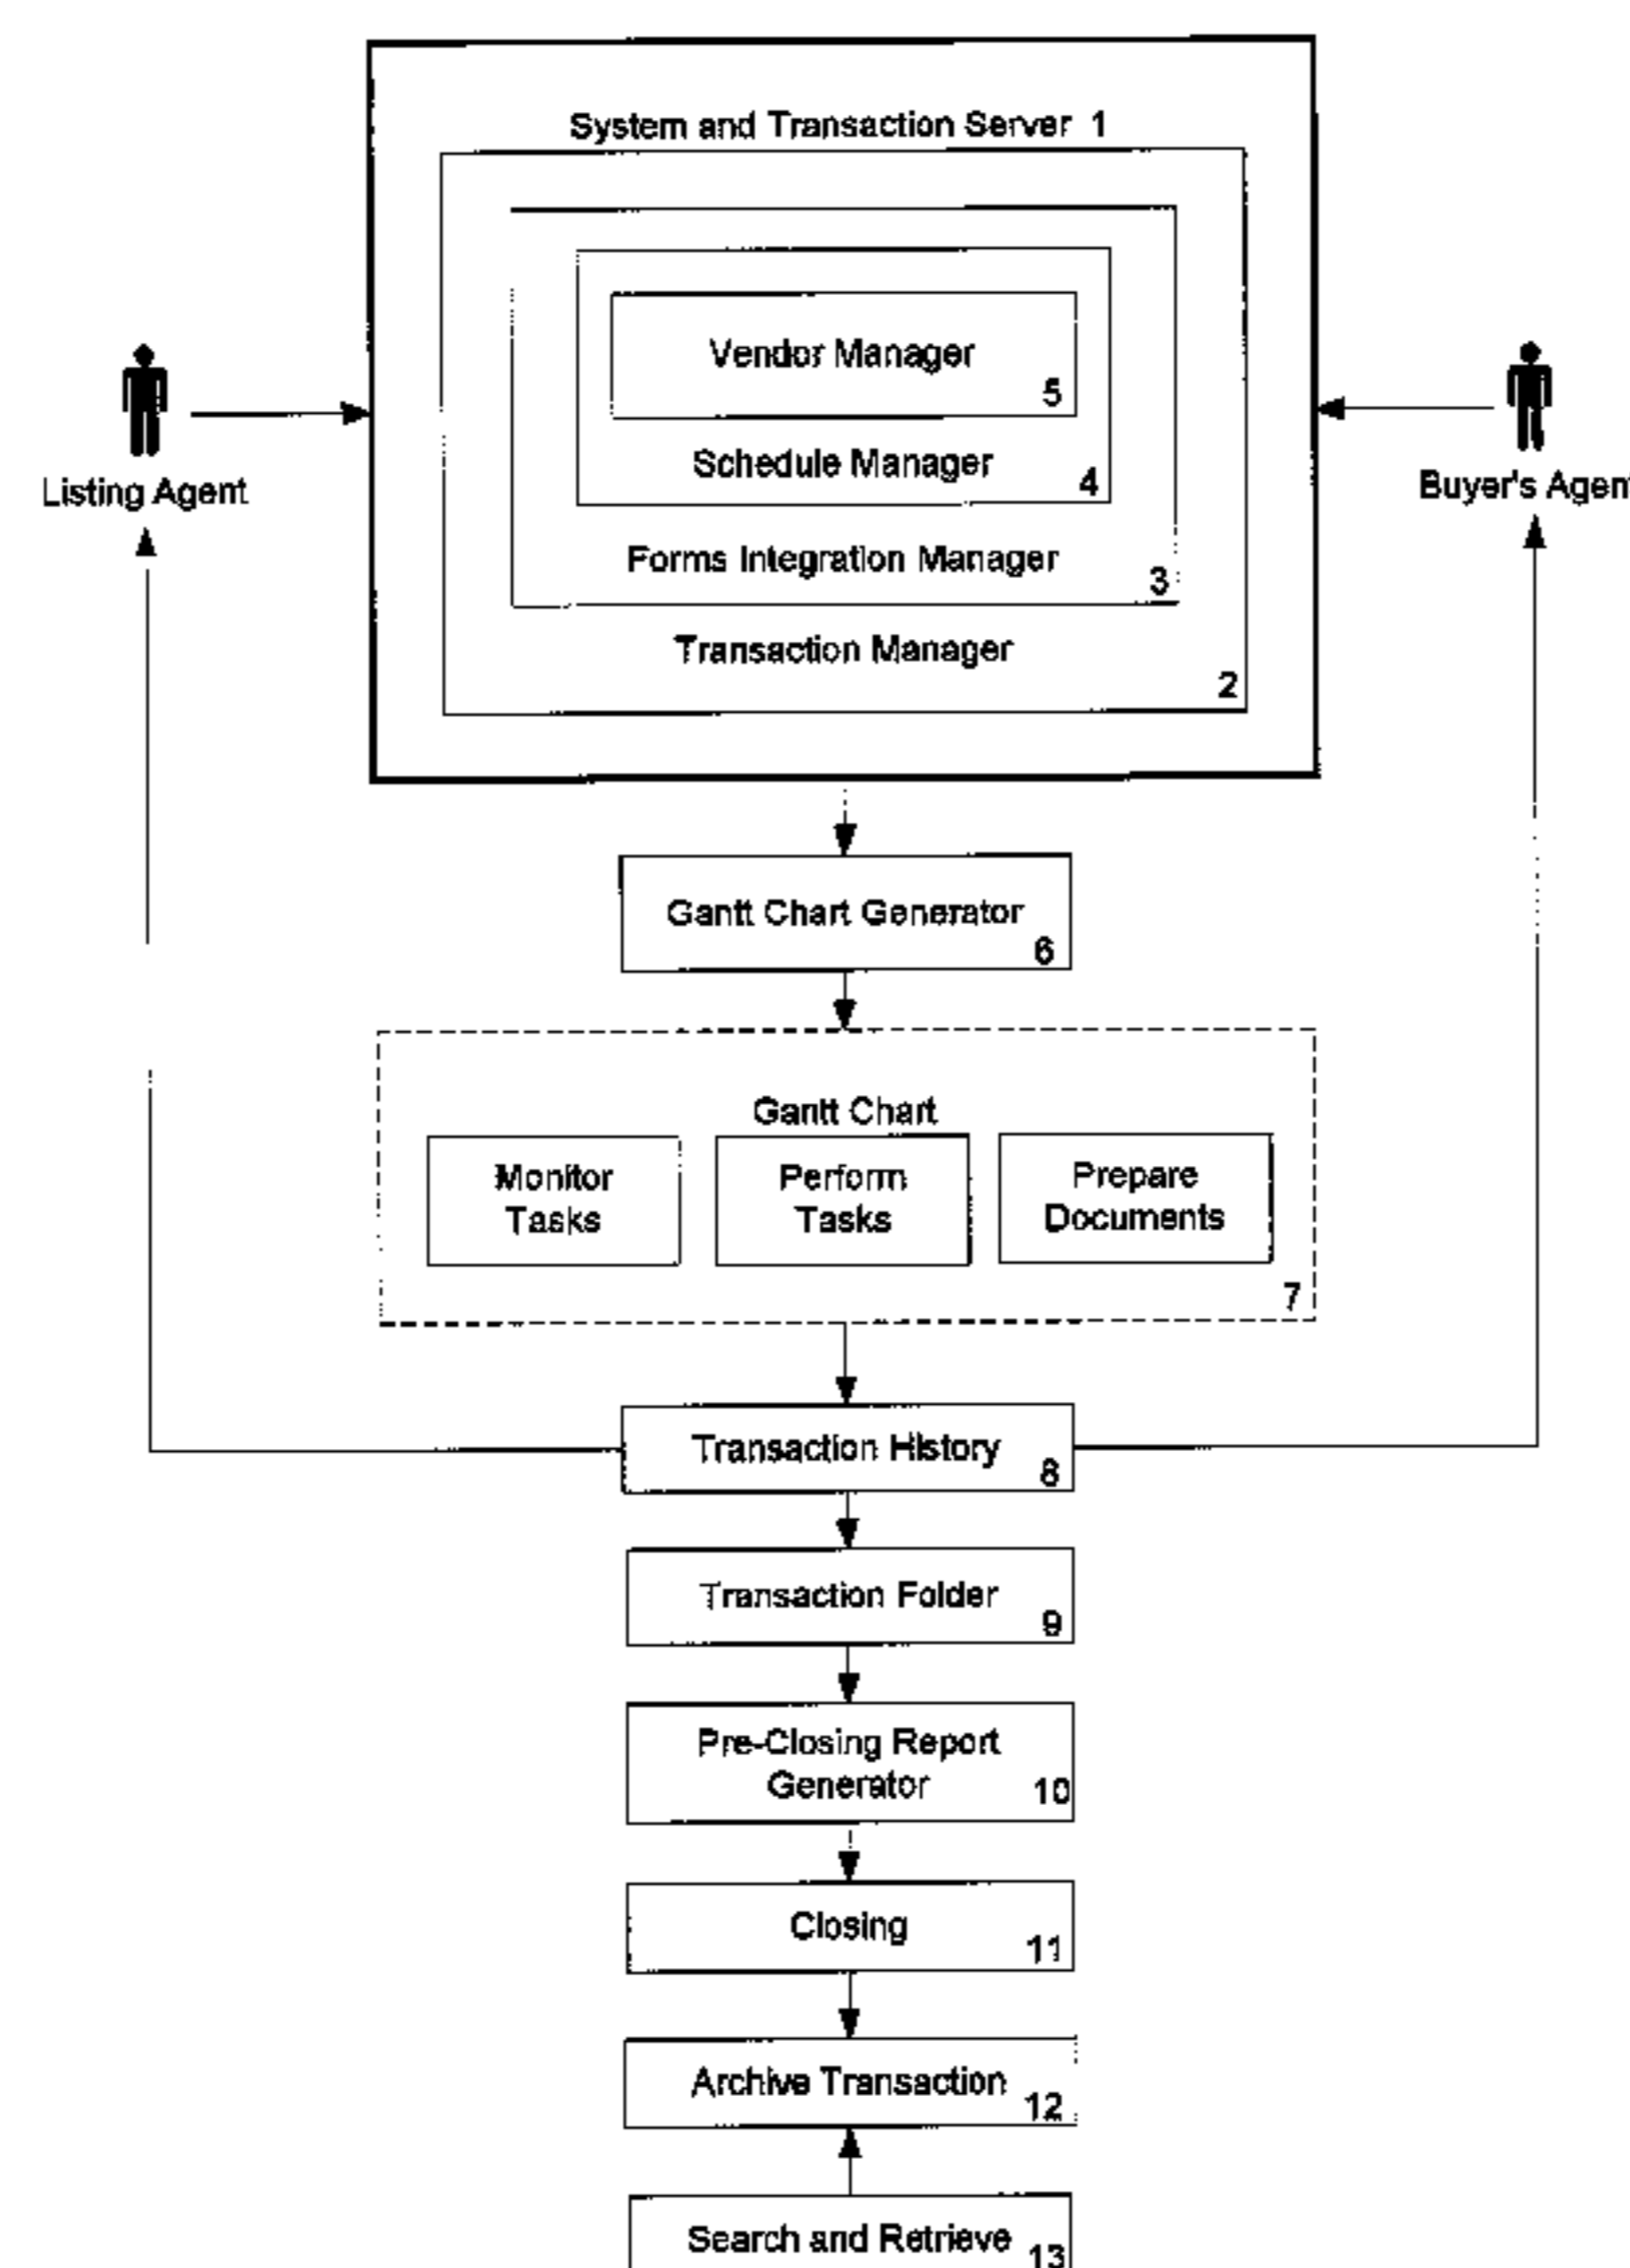 System and Transaction Server 1
Vendor Manager
5
Schedule Manager
4
Listing Agent
Buyer's Agent
Forms Integration Manager
3
Transaction Manager
2
Gantt Chart Generator
6
Gantt Chart
Monitor
Tasks
Perform
Tasks
Prepare
Documents
7
Transaction History
8
Transaction Folder
9
Pre-Closing Report
Generator
10
Closing
11
Archive Transaction
12
Search and Retrieve
13